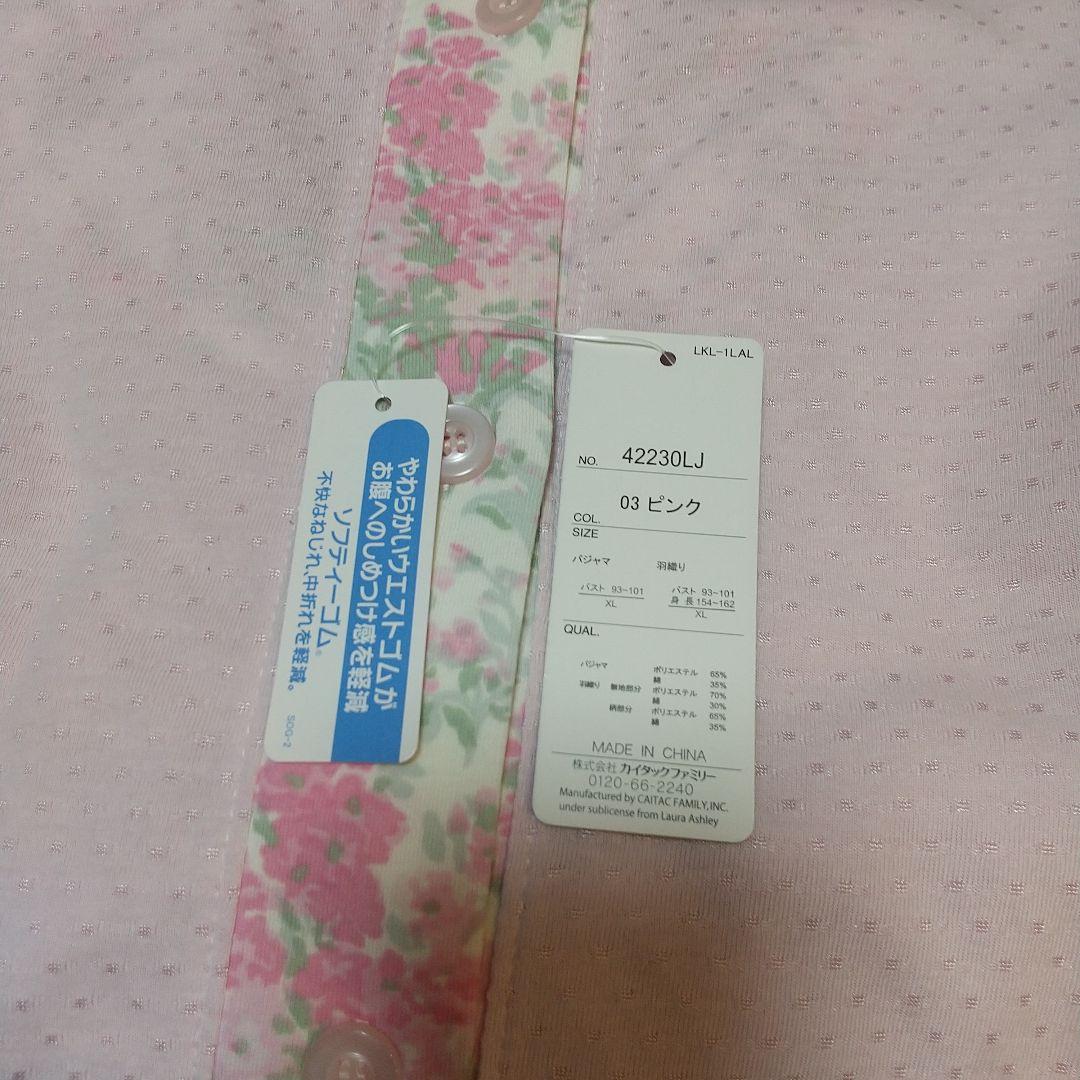 やわらかいウエストゴムが
お腹へのしめつけ感を軽減
ソフティーゴム®
不快なねじれ、中折れを軽減。
SOG-2
LKL-1LAL
NO. 42230LJ
COL. 03 ピンク
SIZE
パジャマ 羽織り
バスト 93~101 バスト 93~101
XL 身長 154~162
XL
QUAL.
パジャマ ポリエステル 65%
綿 35%
羽織り 無地部分 ポリエステル 70%
綿 30%
柄部分 ポリエステル 65%
綿 35%
MADE IN CHINA
株式会社 カイタックファミリー
0120-66-2240
Manufactured by CAITAC FAMILY,INC.
under sublicense from Laura Ashley